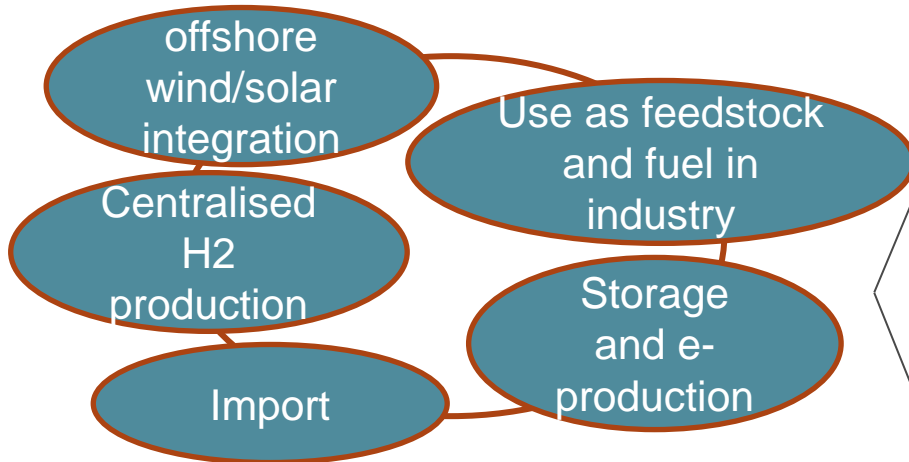 offshore
wind/solar
integration
Use as feedstock
and fuel in
industry
Centralised
H2
production
Storage
and e-
production
Import